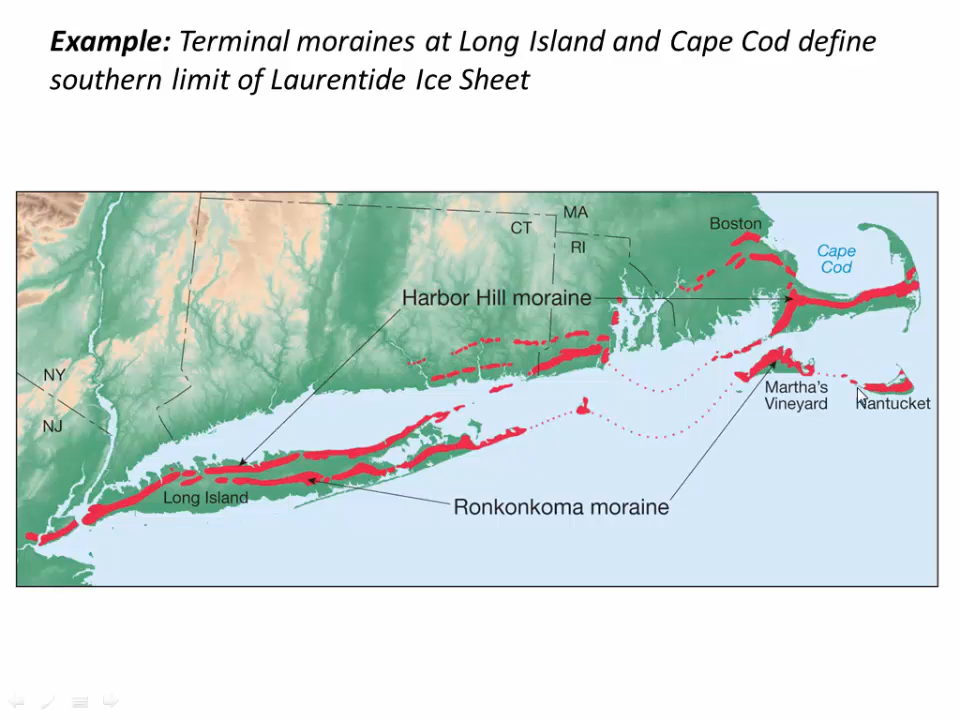 Example: Terminal moraines at Long Island and Cape Cod define
southern limit of Laurentide Ice Sheet
MA
CT
RI
Boston
Cape
Cod
Harbor Hill moraine
NY
NJ
Martha's
Vineyard
Nantucket
Long Island
Ronkonkoma moraine